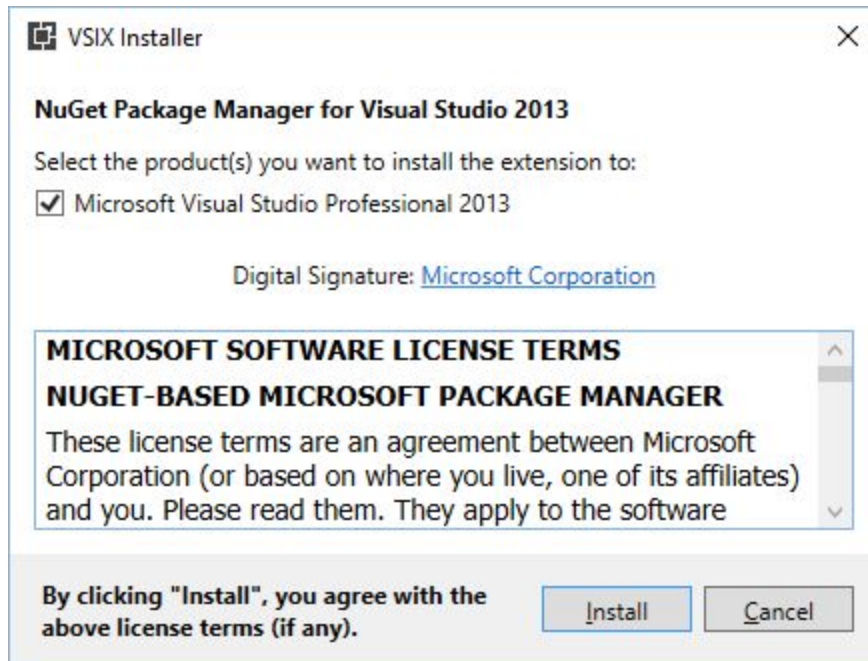 VSIX Installer
NuGet Package Manager for Visual Studio 2013
Select the product(s) you want to install the extension to:
Microsoft Visual Studio Professional 2013
Digital Signature: Microsoft Corporation
MICROSOFT SOFTWARE LICENSE TERMS
NUGET-BASED MICROSOFT PACKAGE MANAGER
These license terms are an agreement between Microsoft
Corporation (or based on where you live, one of its affiliates)
and you. Please read them. They apply to the software
By clicking "Install", you agree with the
above license terms (if any).
Install
Cancel